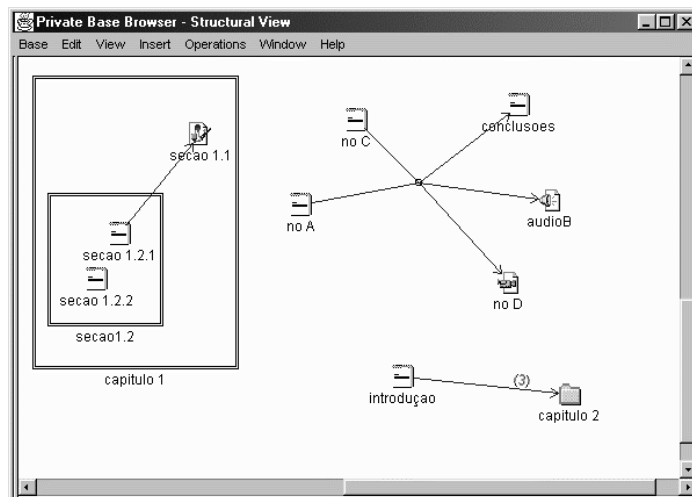 Private Base Browser - Structural View
Base Edit View Insert Operations Window Help
conclusoes
no C
secao 1.1
audioB
no A
secao 1.2.1
secao 1.2.2
no D
secao1.2
capitulo 1
(3)
introduçao
capitulo 2